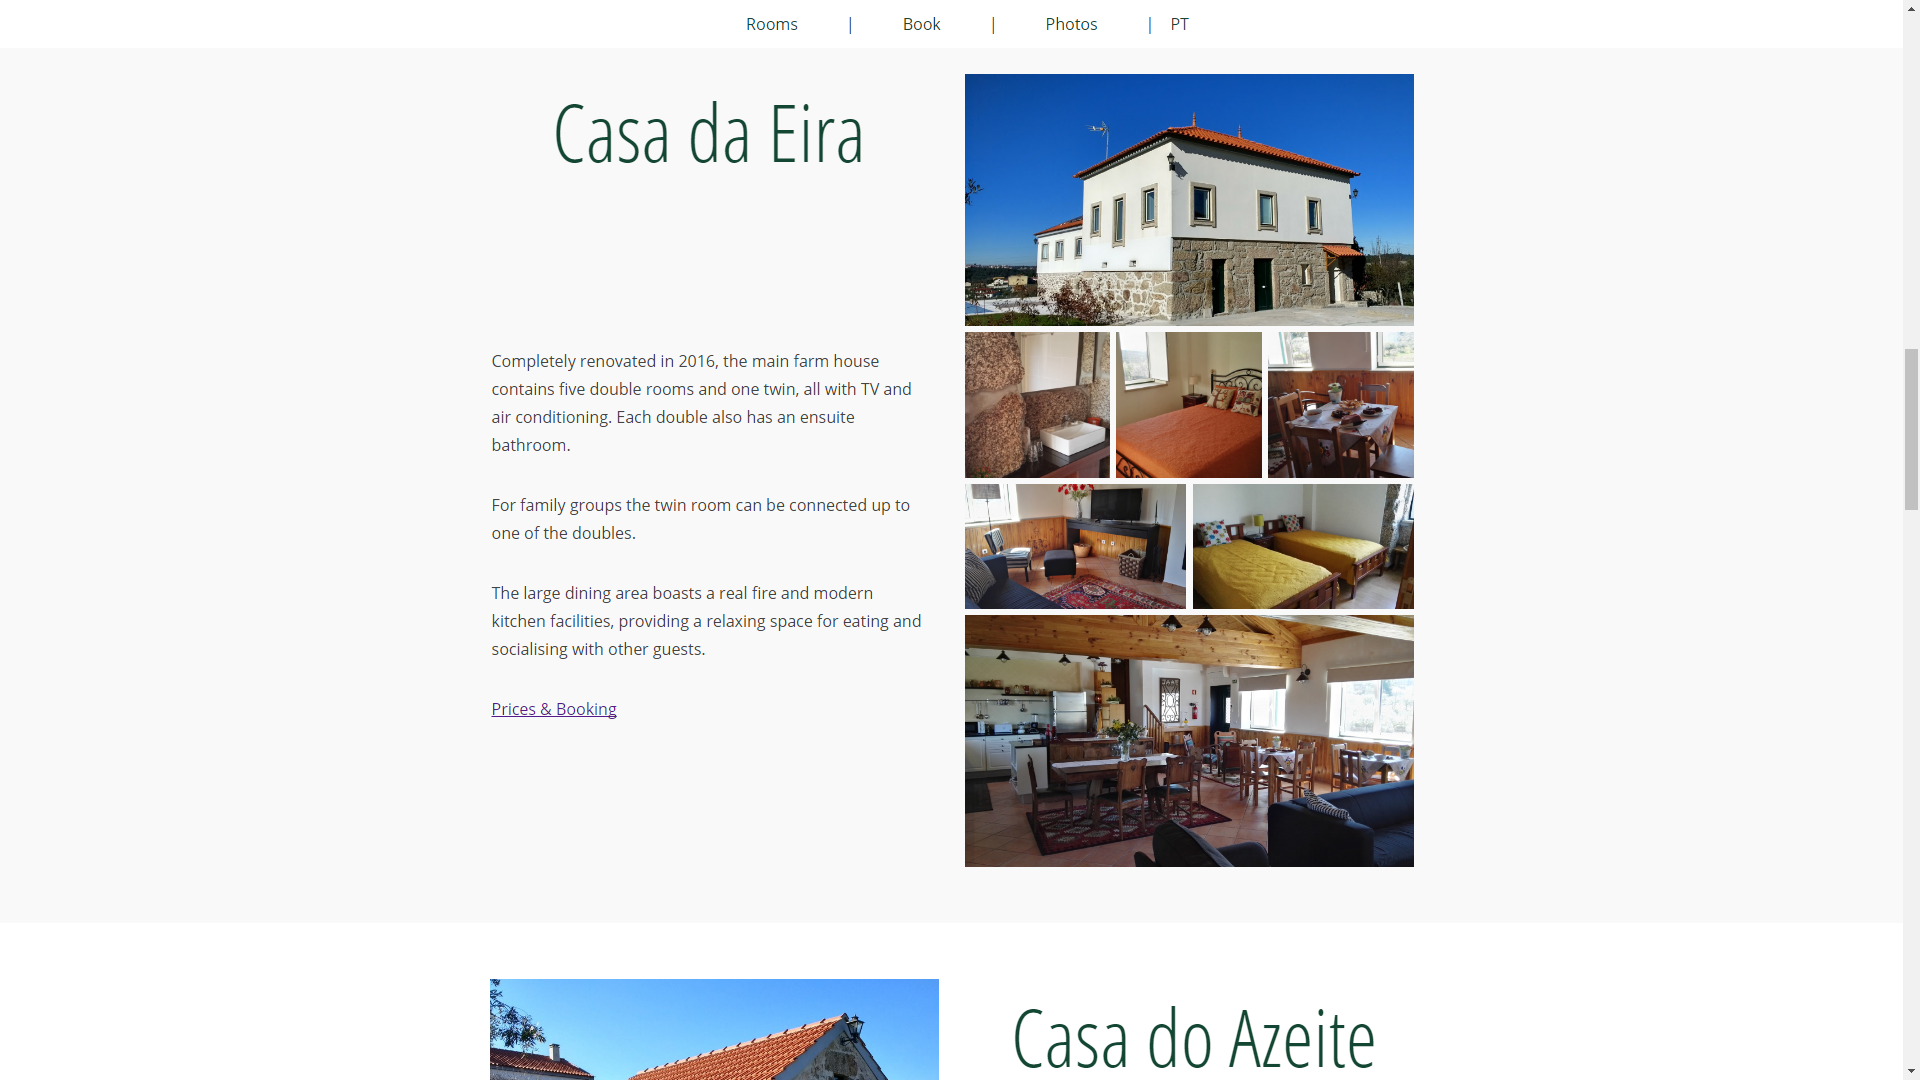 Rooms | Book | Photos | PT
Casa da Eira
Completely renovated in 2016, the main farm house
contains five double rooms and one twin, all with TV and
air conditioning. Each double also has an ensuite
bathroom.
For family groups the twin room can be connected up to
one of the doubles.
The large dining area boasts a real fire and modern
kitchen facilities, providing a relaxing space for eating and
socialising with other guests.
Prices & Booking
Casa do Azeite